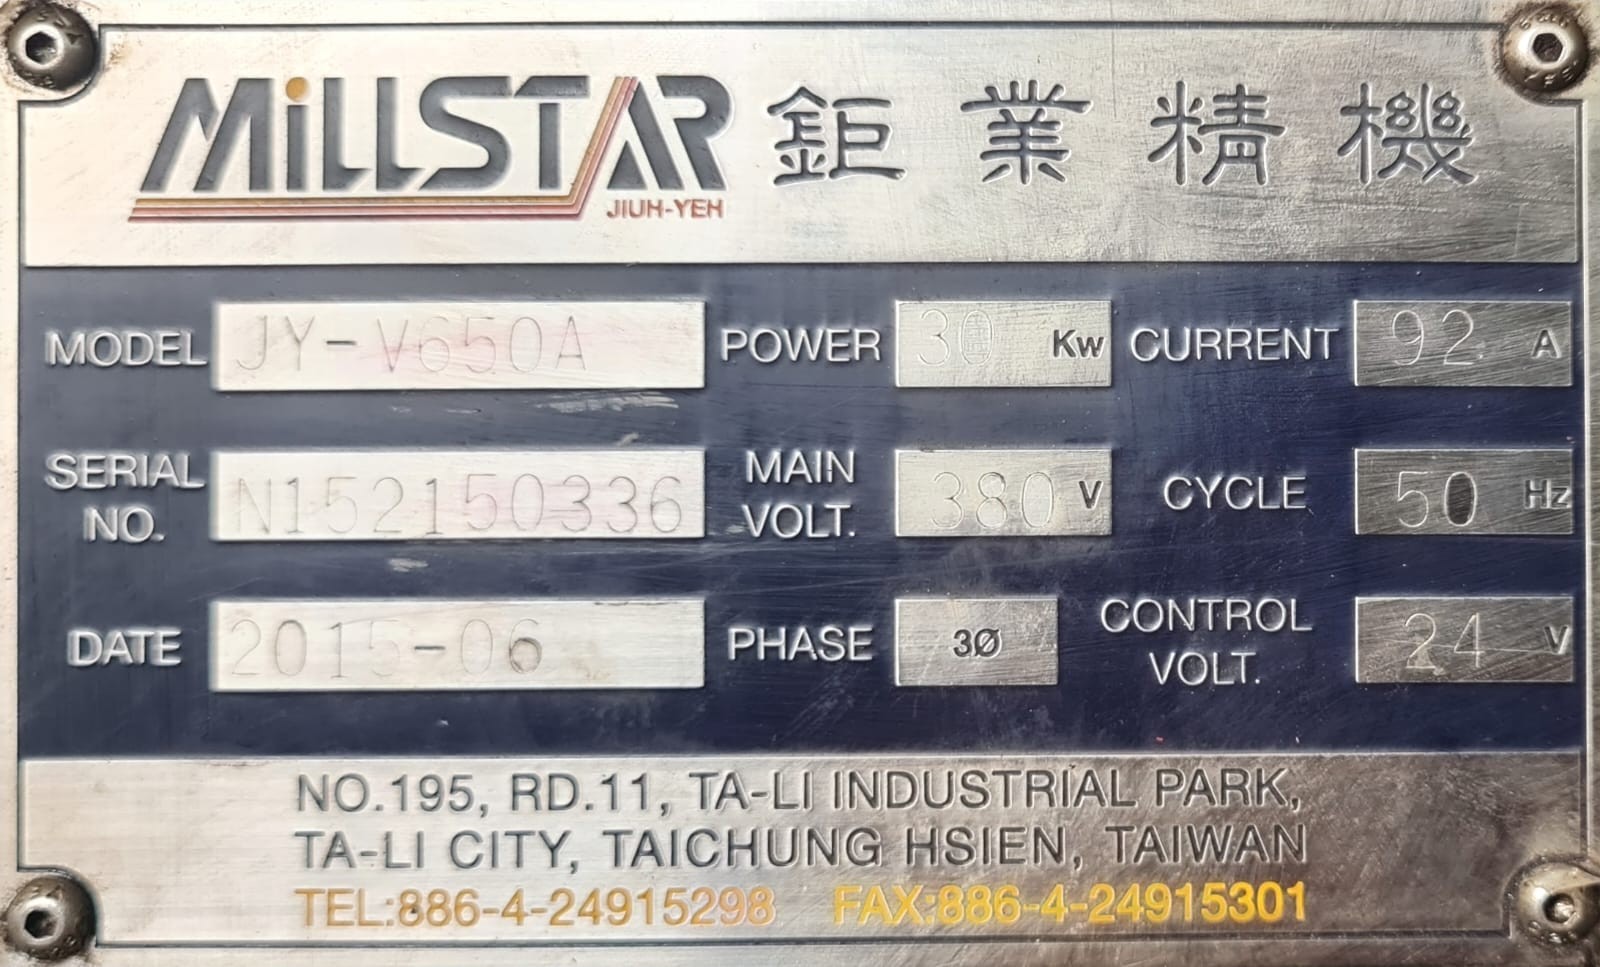 MiLLSTAR 鉅業精機
JIUH-YEH
MODEL JY-V650A POWER 30 Kw CURRENT 92 A
SERIAL NO. N152150336 MAIN VOLT. 380 V CYCLE 50 Hz
DATE 2015-06 PHASE 3Ø CONTROL VOLT. 24 V
NO.195, RD.11, TA-LI INDUSTRIAL PARK,
TA-LI CITY, TAICHUNG HSIEN, TAIWAN
TEL:886-4-24915298 FAX:886-4-24915301